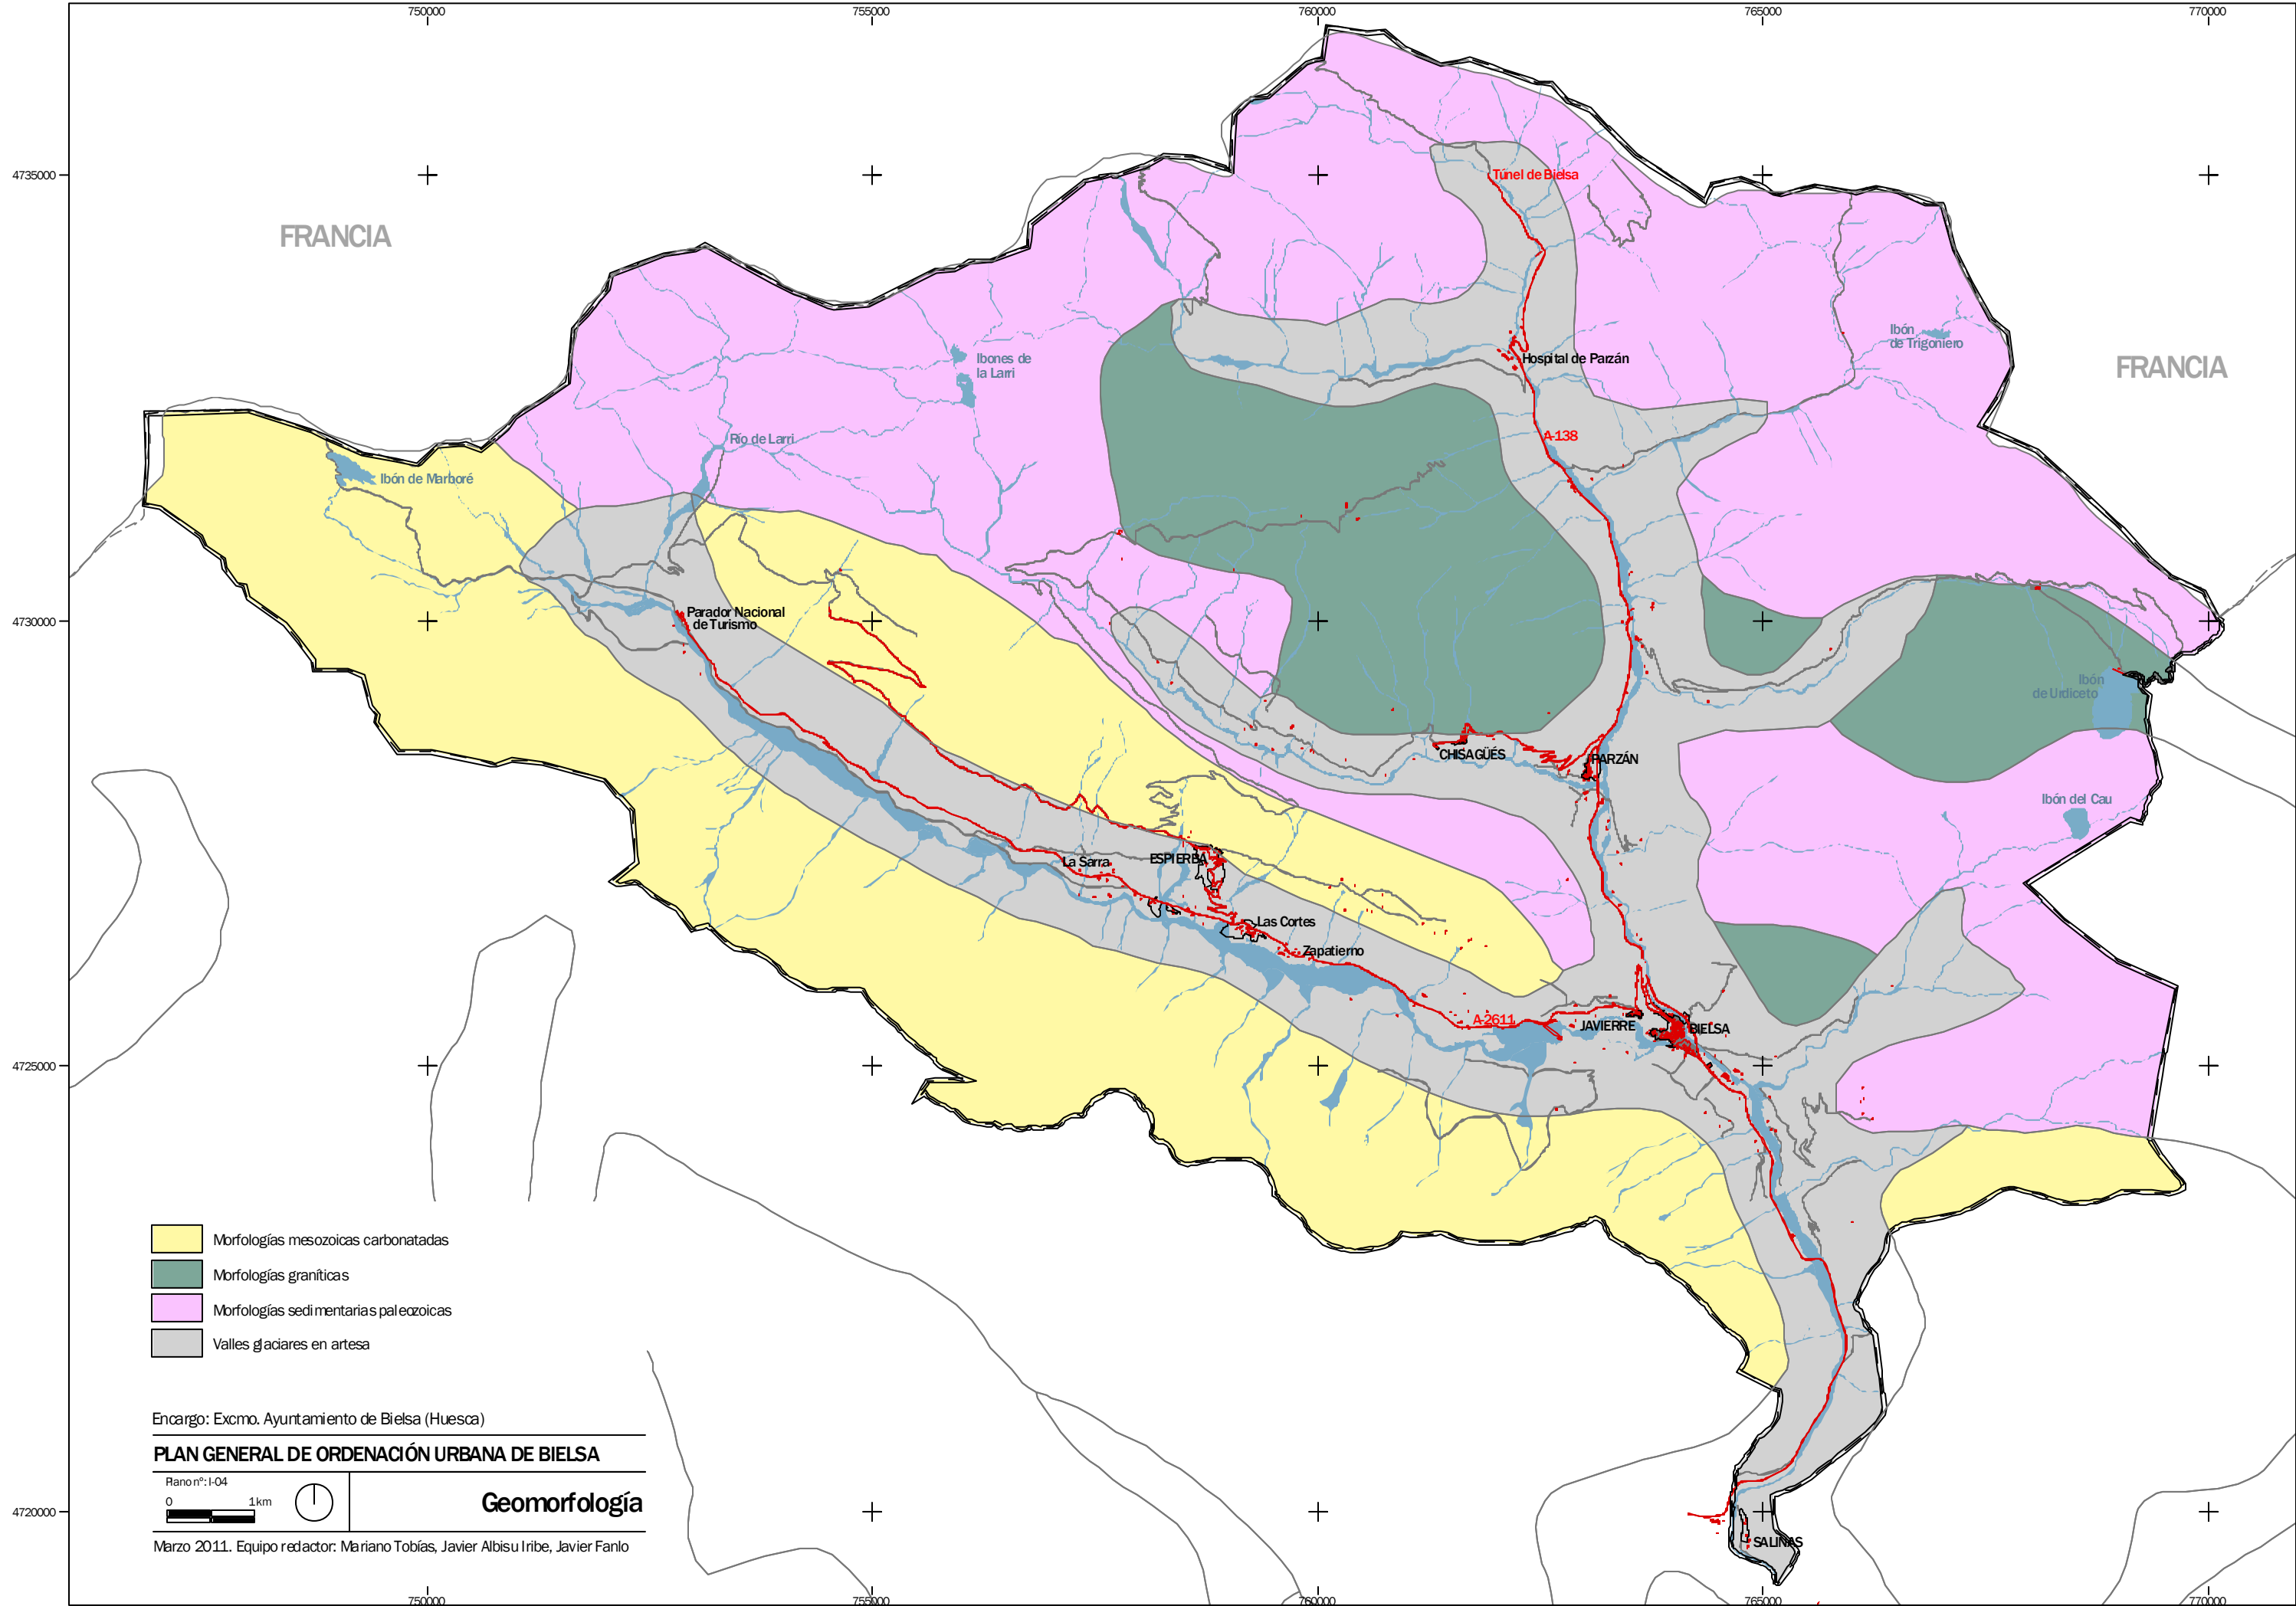 750000
755000
760000
765000
770000
4735000
Túnel de Bielsa
FRANCIA
Ibón
de Trigoniero
Hospital de Parzán
Ibones de
la Larri
FRANCIA
A-138
Río de Larri
Ibón de Marboré
Parador Nacional
de Turismo
4730000
Ibón
de Urdiceto
CHISAGÜÉS
PARZÁN
Ibón del Cau
La Sarra
ESPIERBA
Las Cortes
Zapatierno
A-2611
JAVIERRE
BIELSA
4725000
Morfologías mesozoicas carbonatadas
Morfologías graníticas
Morfologías sedimentarias paleozoicas
Valles glaciares en artesa
Encargo: Excmo. Ayuntamiento de Bielsa (Huesca)
PLAN GENERAL DE ORDENACIÓN URBANA DE BIELSA
Plano nº: I-04
0 1km
Geomorfología
4720000
Marzo 2011. Equipo redactor: Mariano Tobías, Javier Albisu Iribe, Javier Fanlo
SALINAS
750000
755000
760000
765000
770000